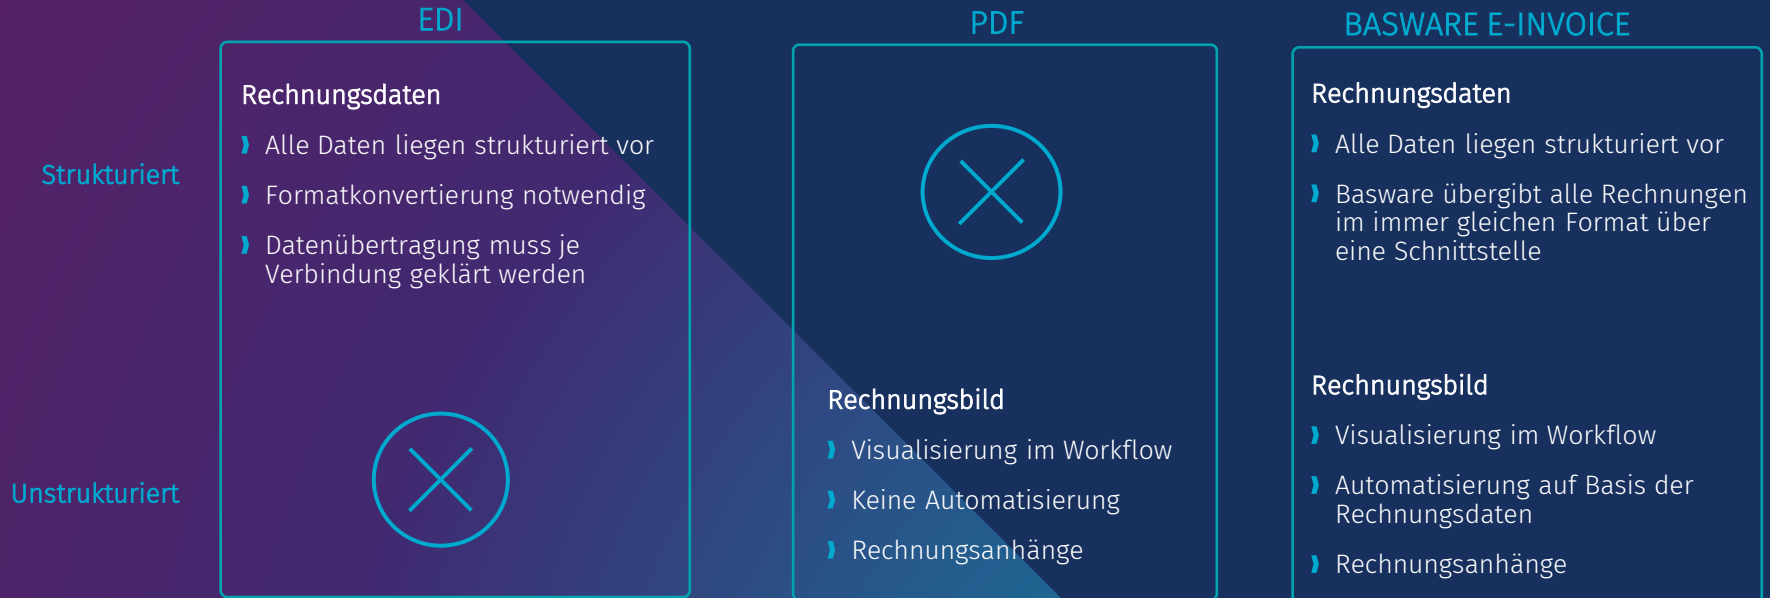 EDI
PDF
BASWARE E-INVOICE
Strukturiert
Rechnungsdaten
Alle Daten liegen strukturiert vor
Formatkonvertierung notwendig
Datenübertragung muss je
Verbindung geklärt werden
Rechnungsdaten
Alle Daten liegen strukturiert vor
Basware übergibt alle Rechnungen
im immer gleichen Format über
eine Schnittstelle
Unstrukturiert
Rechnungsbild
Visualisierung im Workflow
Keine Automatisierung
Rechnungsanhänge
Rechnungsbild
Visualisierung im Workflow
Automatisierung auf Basis der
Rechnungsdaten
Rechnungsanhänge